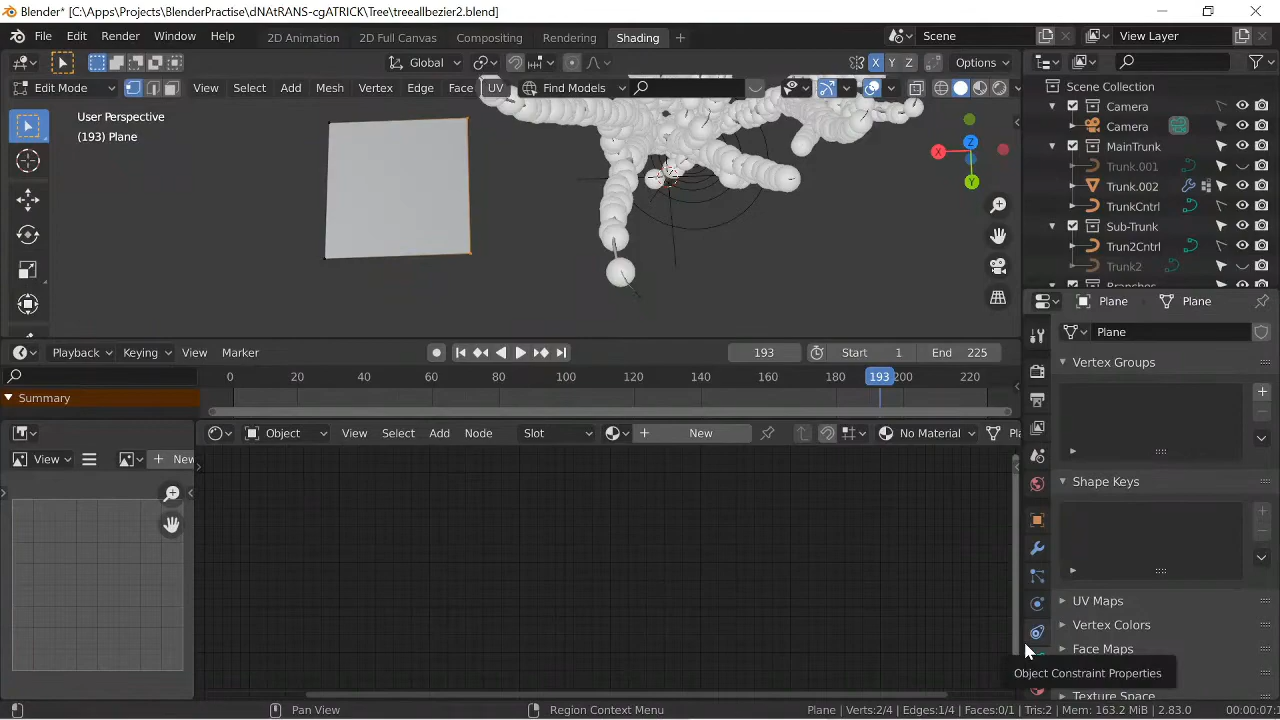 Blender* [C:\Apps\Projects\BlenderPractise\dNAtRANS-cgATRICK\Tree\treeallbezier2.blend]
File Edit Render Window Help 2D Animation 2D Full Canvas Compositing Rendering Shading + Scene View Layer
Global X Y Z Options
Edit Mode View Select Add Mesh Vertex Edge Face UV Find Models
User Perspective
(193) Plane
X Z Y
Scene Collection
Camera
Camera
MainTrunk
Trunk.001
Trunk.002
TrunkCntrl
Sub-Trunk
Trun2Cntrl
Trunk2
Branches
Plane Plane
Plane
Vertex Groups
Shape Keys
UV Maps
Vertex Colors
Face Maps
Texture Space
Object Constraint Properties
Playback Keying View Marker 193 Start 1 End 225
0 20 40 60 80 100 120 140 160 180 193 200 220
Summary
Object View Select Add Node Slot New No Material Pla
View New
Pan View Region Context Menu Plane | Verts:2/4 | Edges:1/4 | Faces:0/1 | Tris:2 | Mem: 163.2 MiB | 2.83.0